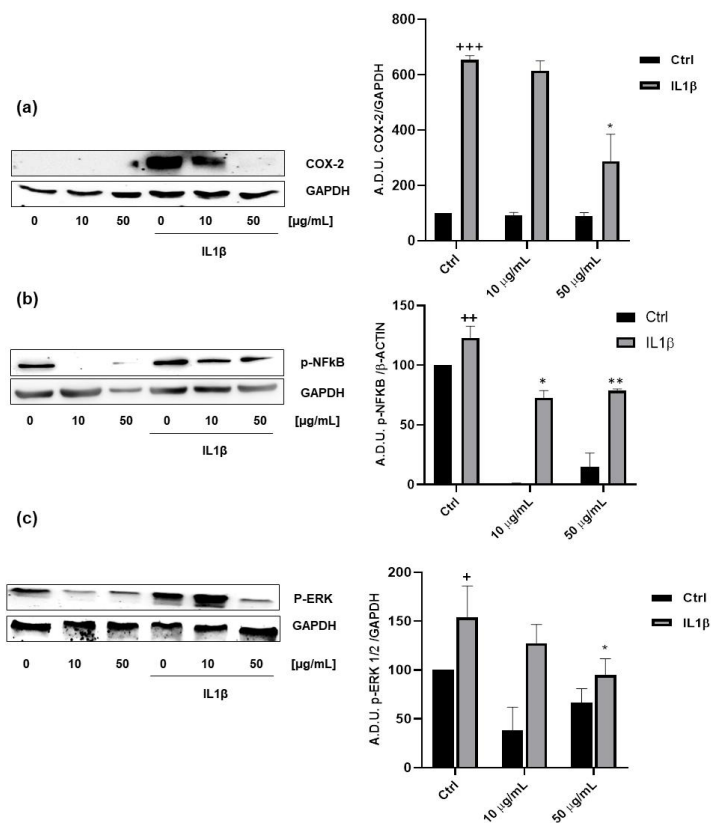 (a)
COX-2
GAPDH
0 10 50 0 10 50 [µg/mL]
IL1β
A.D.U. COX-2/GAPDH
800
600
400
200
0
+++
*
Ctrl
IL1β
Ctrl 10 µg/mL 50 µg/mL
(b)
p-NFkB
GAPDH
0 10 50 0 10 50 [µg/mL]
IL1β
A.D.U. p-NFKB /β-ACTIN
150
100
50
0
++
*
**
Ctrl
IL1β
Ctrl 10 µg/mL 50 µg/mL
(c)
P-ERK
GAPDH
0 10 50 0 10 50 [µg/mL]
IL1β
A.D.U. p-ERK 1/2 /GAPDH
200
150
100
50
0
+
*
Ctrl
IL1β
Ctrl 10 µg/mL 50 µg/mL